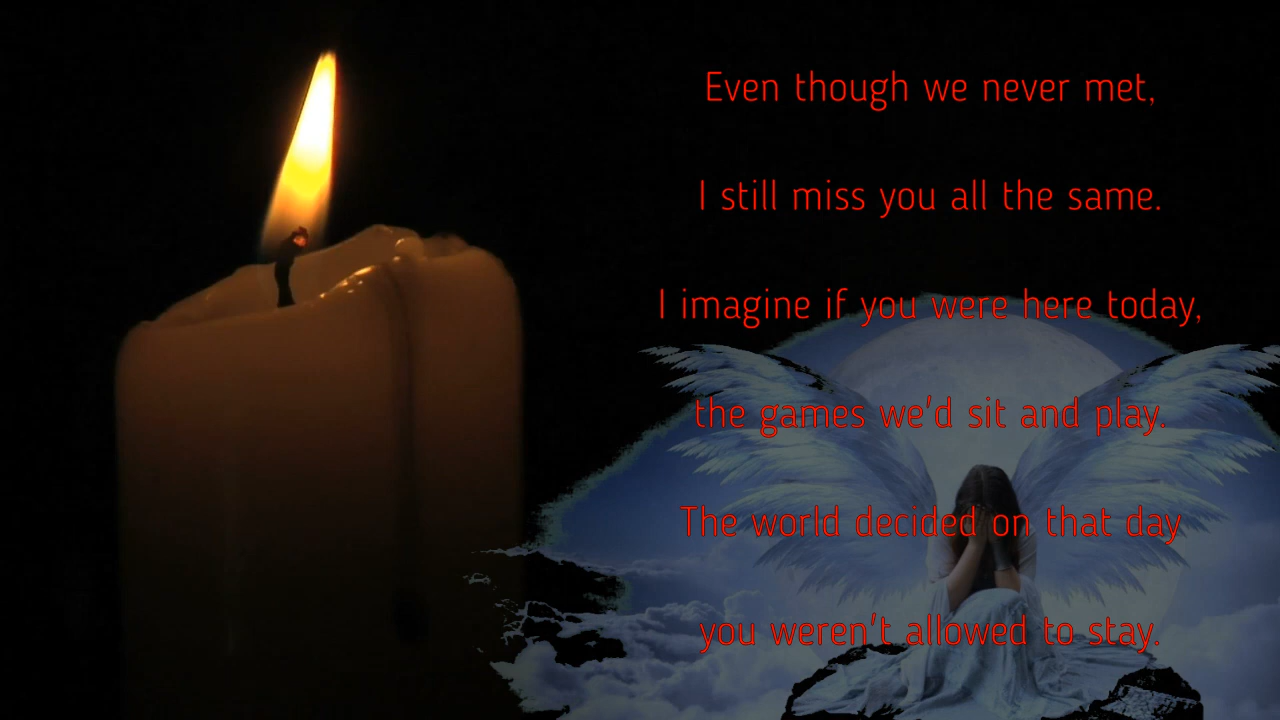 Even though we never met,
I still miss you all the same.
I imagine if you were here today,
the games we'd sit and play.
The world decided on that day
you weren't allowed to stay.